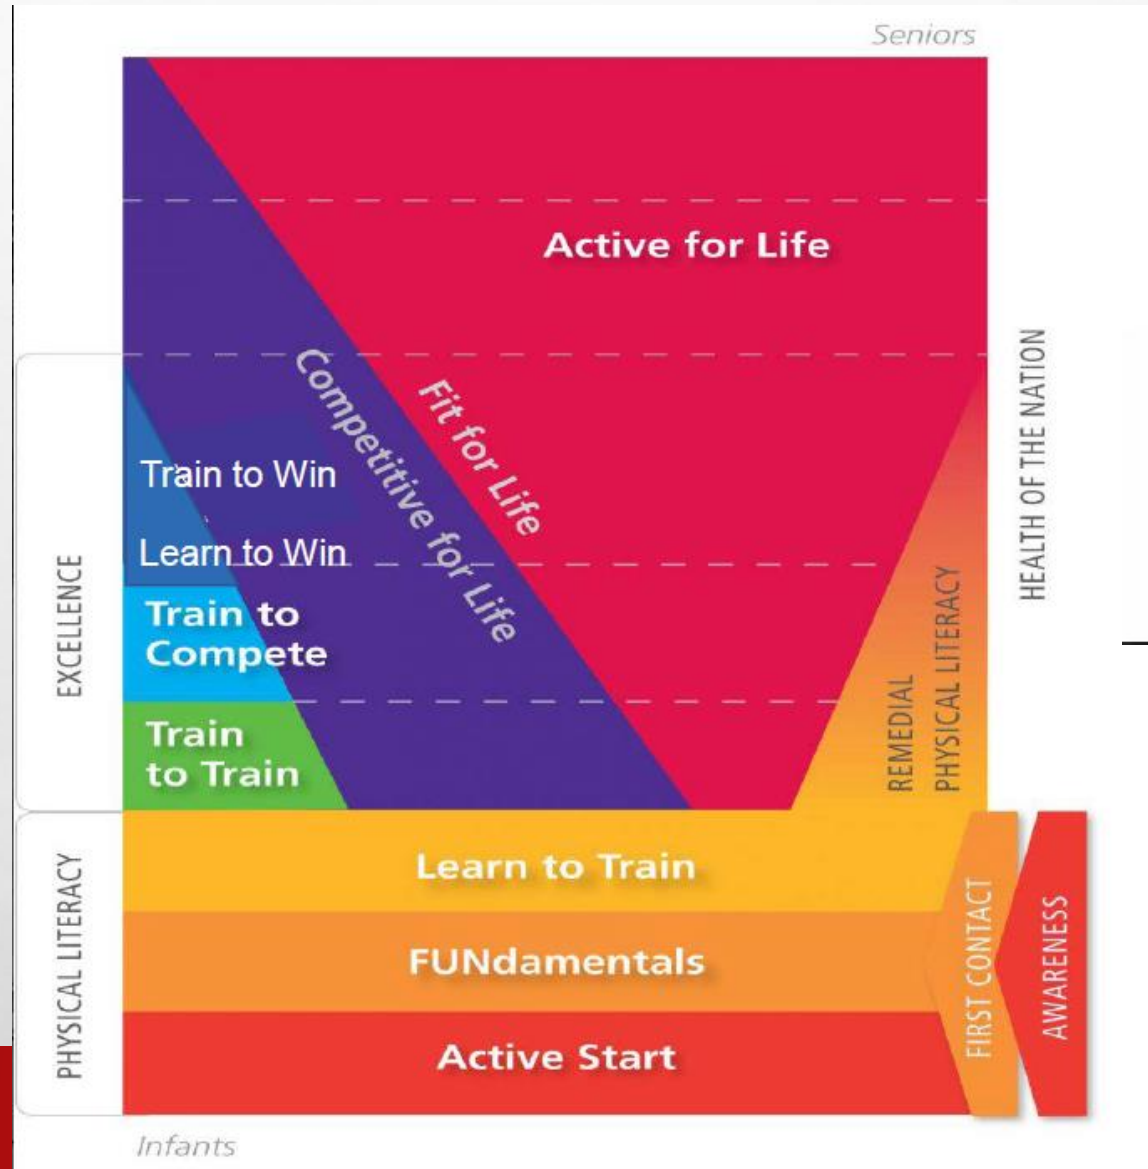 Seniors
Active for Life
Fit for Life
Competitive for Life
Train to Win
Learn to Win
Train to
Compete
Train
to Train
EXCELLENCE
REMEDIAL
PHYSICAL LITERACY
HEALTH OF THE NATION
Learn to Train
FUNdamentals
Active Start
PHYSICAL LITERACY
FIRST CONTACT
AWARENESS
Infants